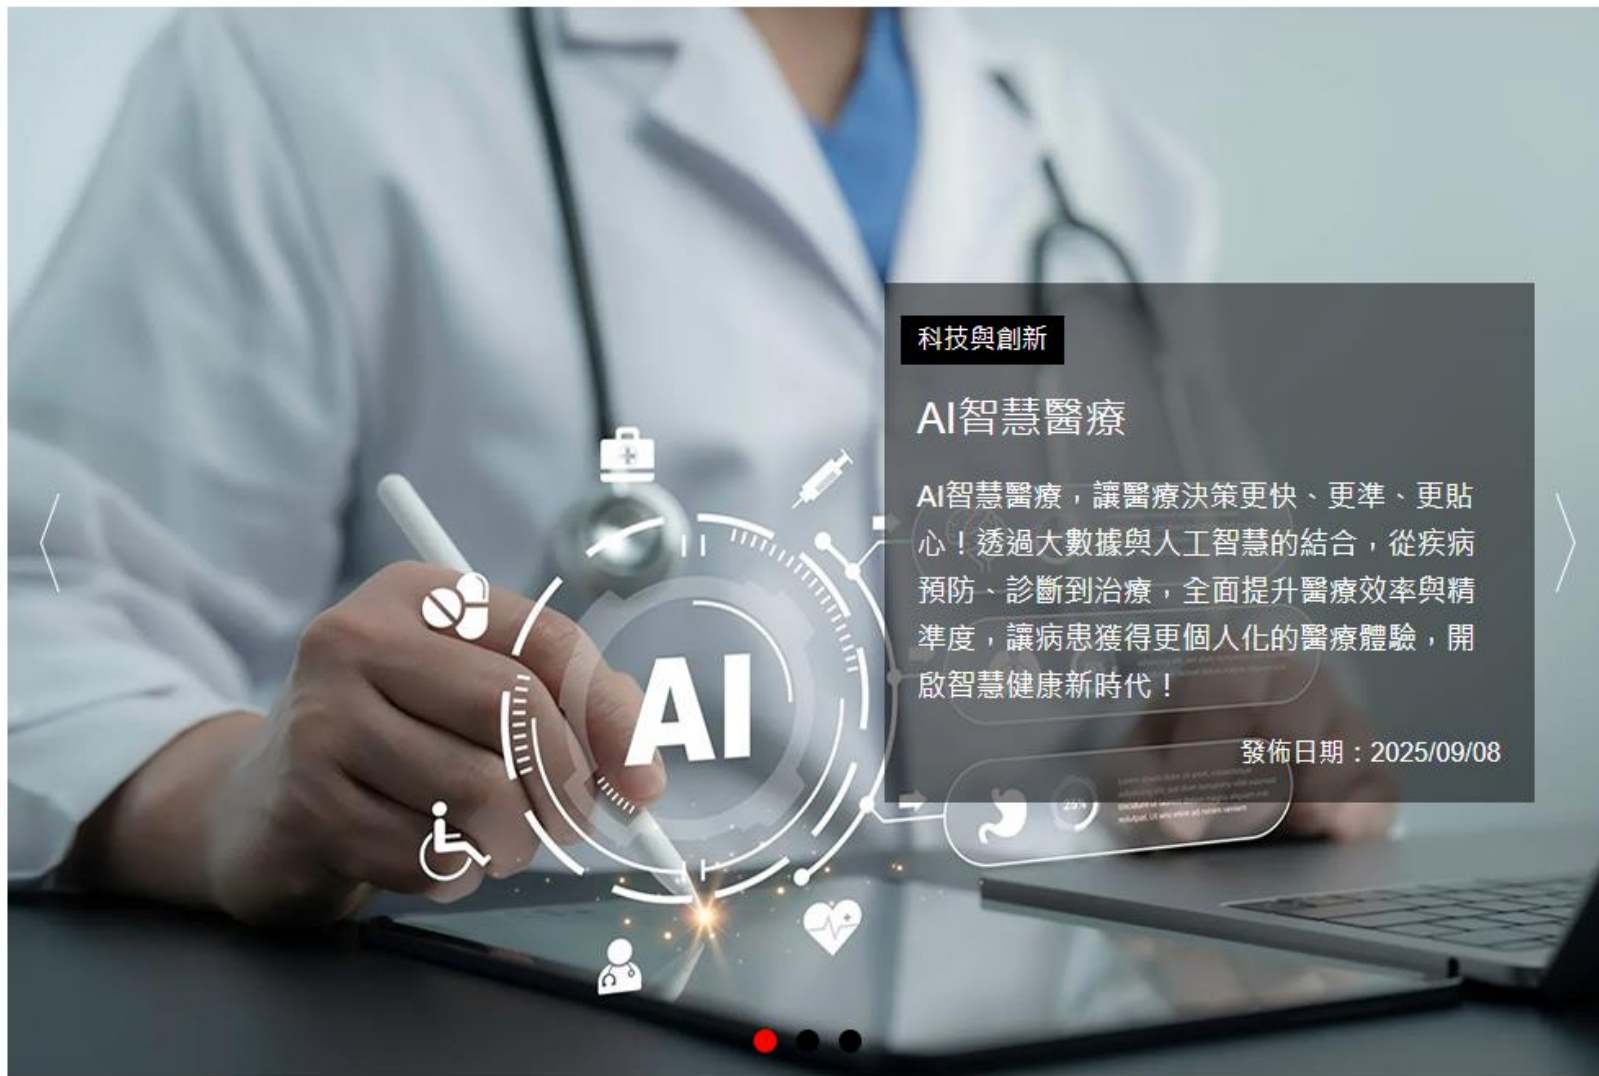 科技與創新
AI智慧醫療
AI智慧醫療，讓醫療決策更快、更準、更貼
心！透過大數據與人工智慧的結合，從疾病
預防、診斷到治療，全面提升醫療效率與精
準度，讓病患獲得更個人化的醫療體驗，開
啟智慧健康新時代！
發佈日期：2025/09/08
AI